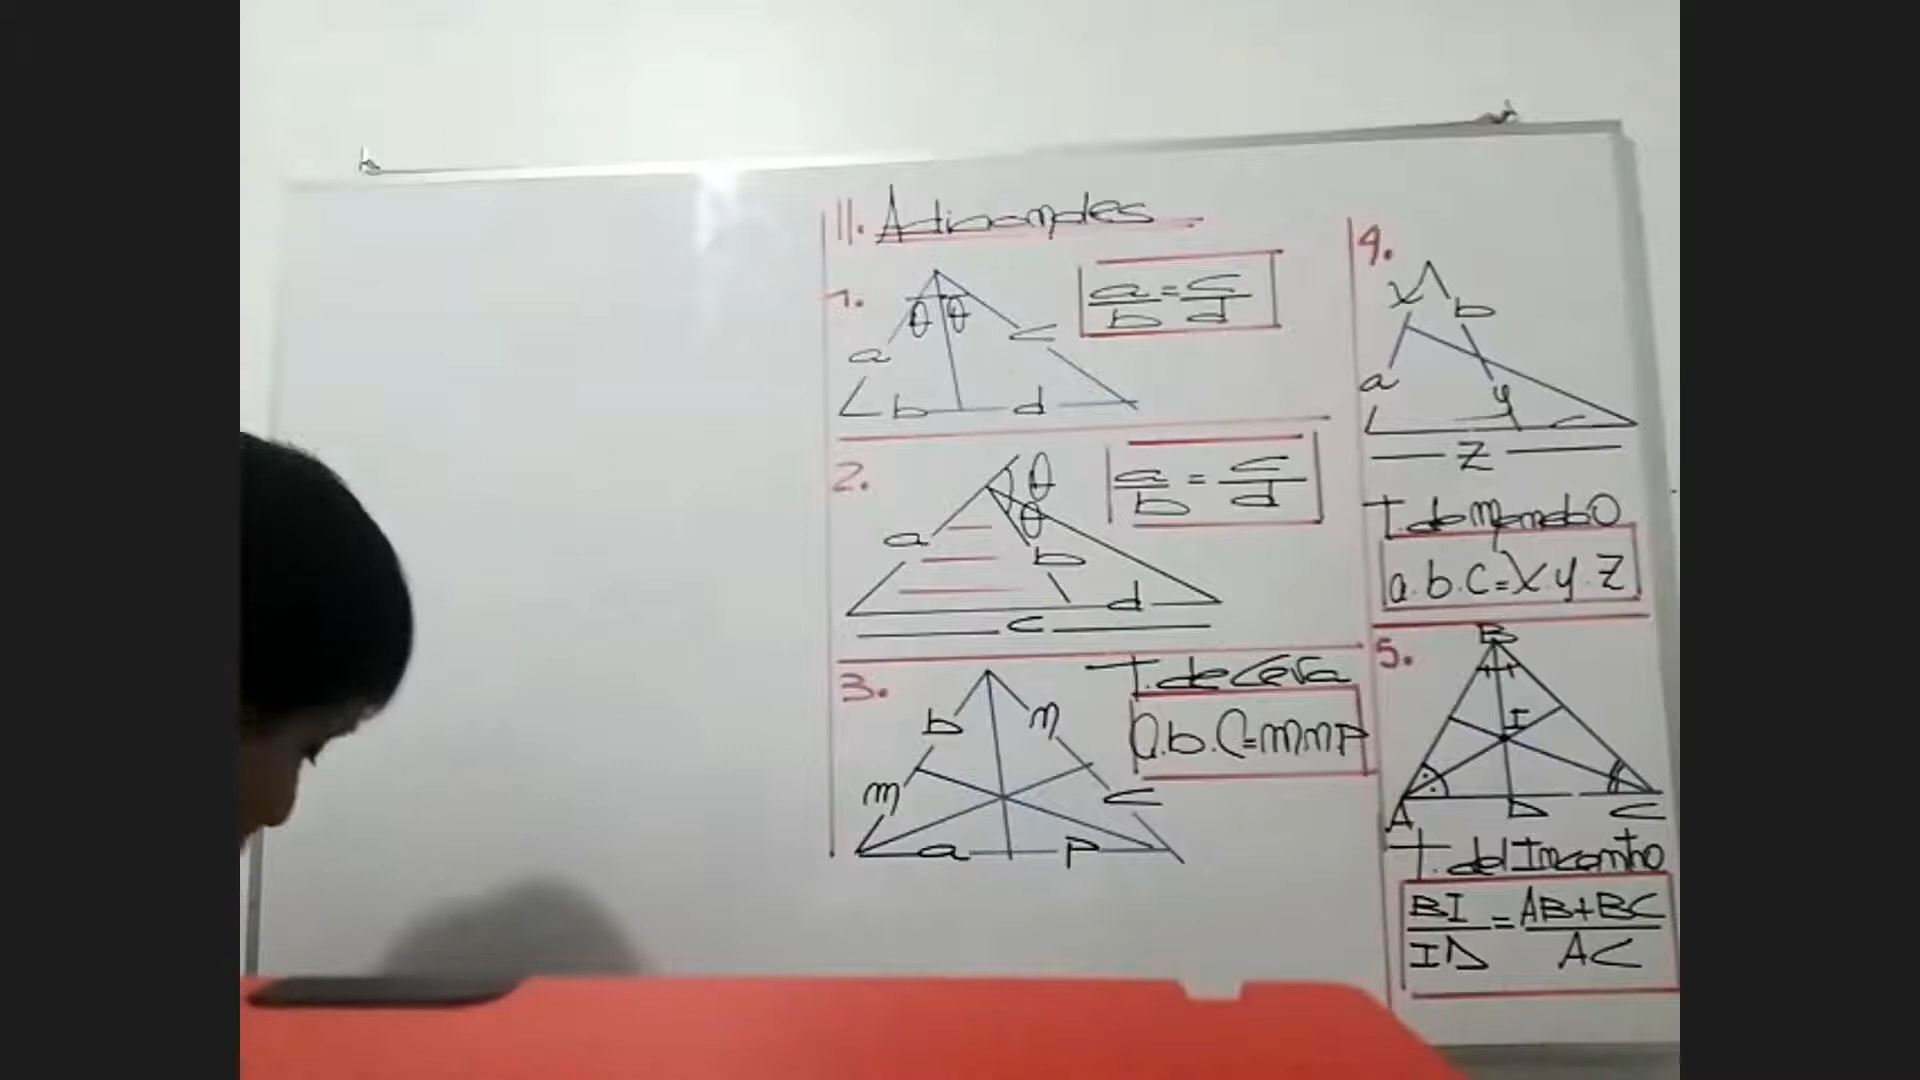 II. Adicionales
1.
θ θ
a
c
b
d
a/b = c/d
2.
θ
θ
a
b
d
c
a/b = c/d
3.
T. de Ceva
b
n
m
c
a
p
a.b.c=mnp
4.
x
b
a
y
c
z
a.b.c=x.y.z
5.
B
I
A
D
C
T. del Incentro
BI/ID = AB+BC/AC